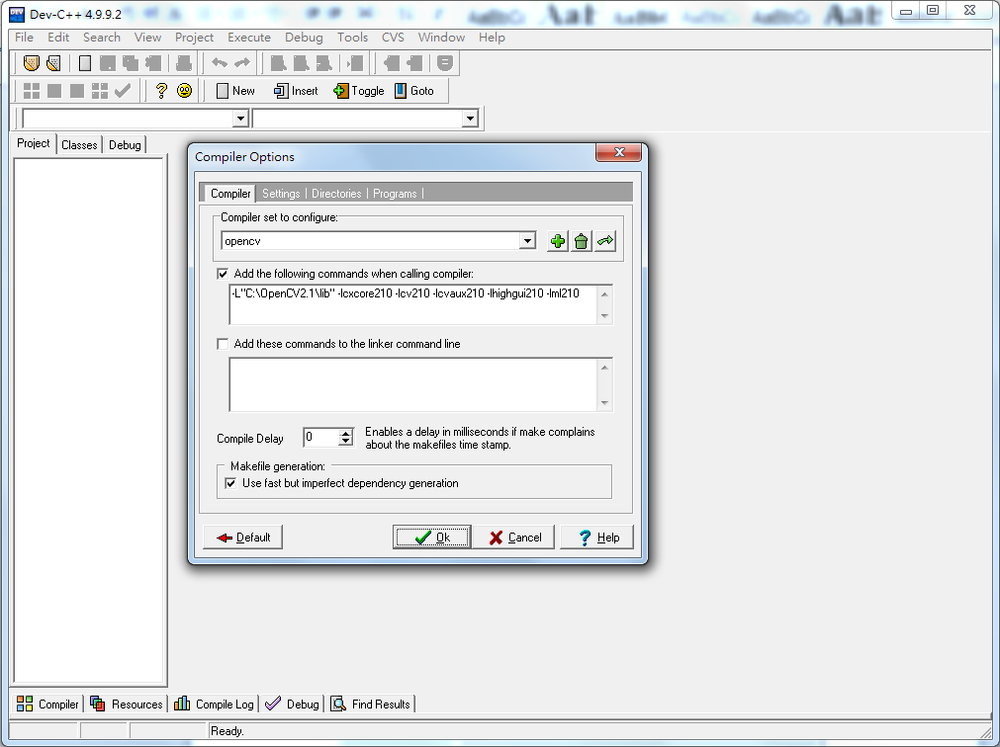 Dev-C++ 4.9.9.2
File Edit Search View Project Execute Debug Tools CVS Window Help
New Insert Toggle Goto
Project Classes Debug
Compiler Options
Compiler Settings Directories Programs
Compiler set to configure:
opencv
Add the following commands when calling compiler:
-L"C:\OpenCV2.1\lib" -lcxcore210 -lcv210 -lcvaux210 -lhighgui210 -lml210
Add these commands to the linker command line
Compile Delay 0 Enables a delay in milliseconds if make complains
about the makefiles time stamp.
Makefile generation:
Use fast but imperfect dependency generation
Default Ok Cancel Help
Compiler Resources Compile Log Debug Find Results
Ready.